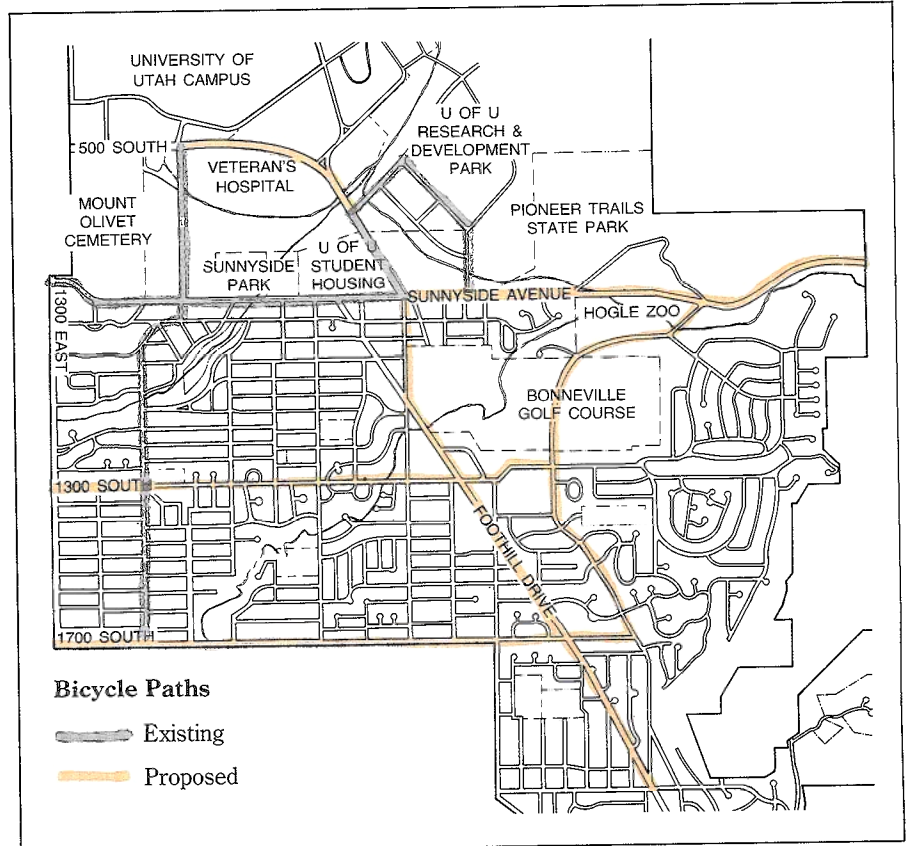 UNIVERSITY OF
UTAH CAMPUS
U OF U
RESEARCH &
DEVELOPMENT
PARK
500 SOUTH
VETERAN'S
HOSPITAL
MOUNT
OLIVET
CEMETERY
PIONEER TRAILS
STATE PARK
SUNNYSIDE
PARK
U OF U
STUDENT
HOUSING
SUNNYSIDE AVENUE
1300 EAST
HOGLE ZOO
BONNEVILLE
GOLF COURSE
1300 SOUTH
FOOTHILL DRIVE
1700 SOUTH
Bicycle Paths
Existing
Proposed